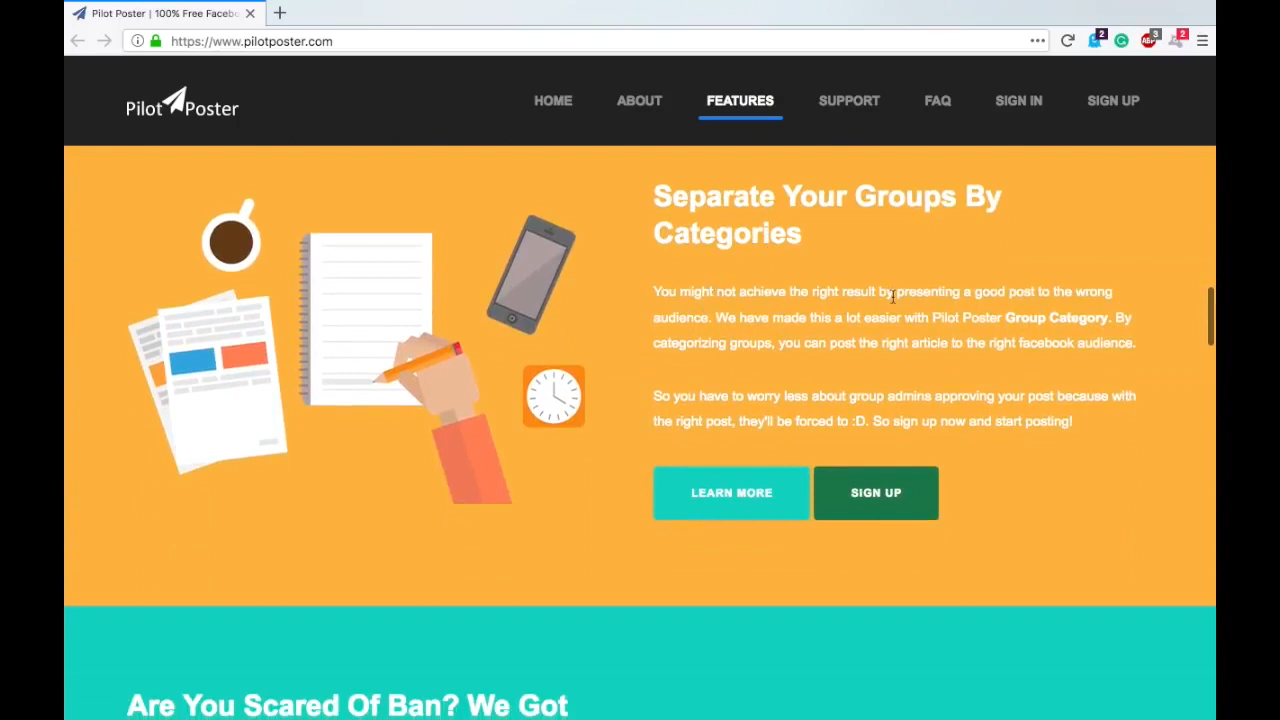 Pilot Poster | 100% Free Facebo
https://www.pilotposter.com
2
3
2
Pilot Poster
HOME
ABOUT
FEATURES
SUPPORT
FAQ
SIGN IN
SIGN UP
Separate Your Groups By
Categories
You might not achieve the right result by presenting a good post to the wrong
audience. We have made this a lot easier with Pilot Poster Group Category. By
categorizing groups, you can post the right article to the right facebook audience.
So you have to worry less about group admins approving your post because with
the right post, they'll be forced to :D. So sign up now and start posting!
LEARN MORE
SIGN UP
Are You Scared Of Ban? We Got